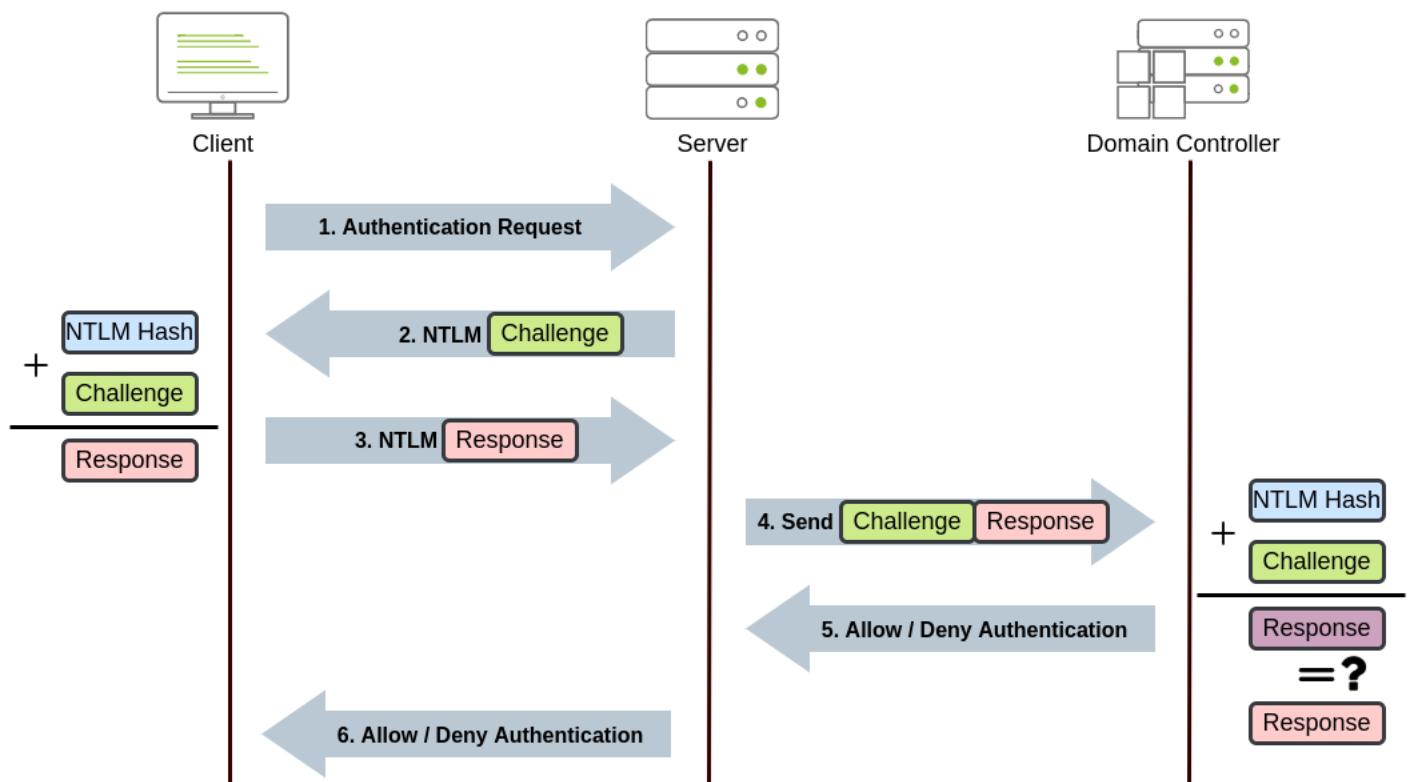 Client
Server
Domain Controller
1. Authentication Request
2. NTLM Challenge
NTLM Hash
+
Challenge
Response
3. NTLM Response
4. Send Challenge Response
NTLM Hash
+
Challenge
Response
=?
Response
5. Allow / Deny Authentication
6. Allow / Deny Authentication